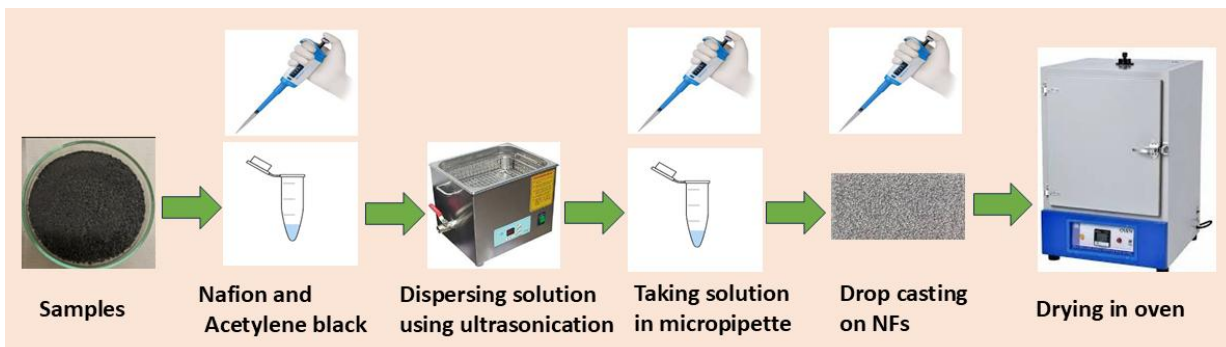 Samples
Nafion and
Acetylene black
Dispersing solution
using ultrasonication
Taking solution
in micropipette
Drop casting
on NFs
Drying in oven